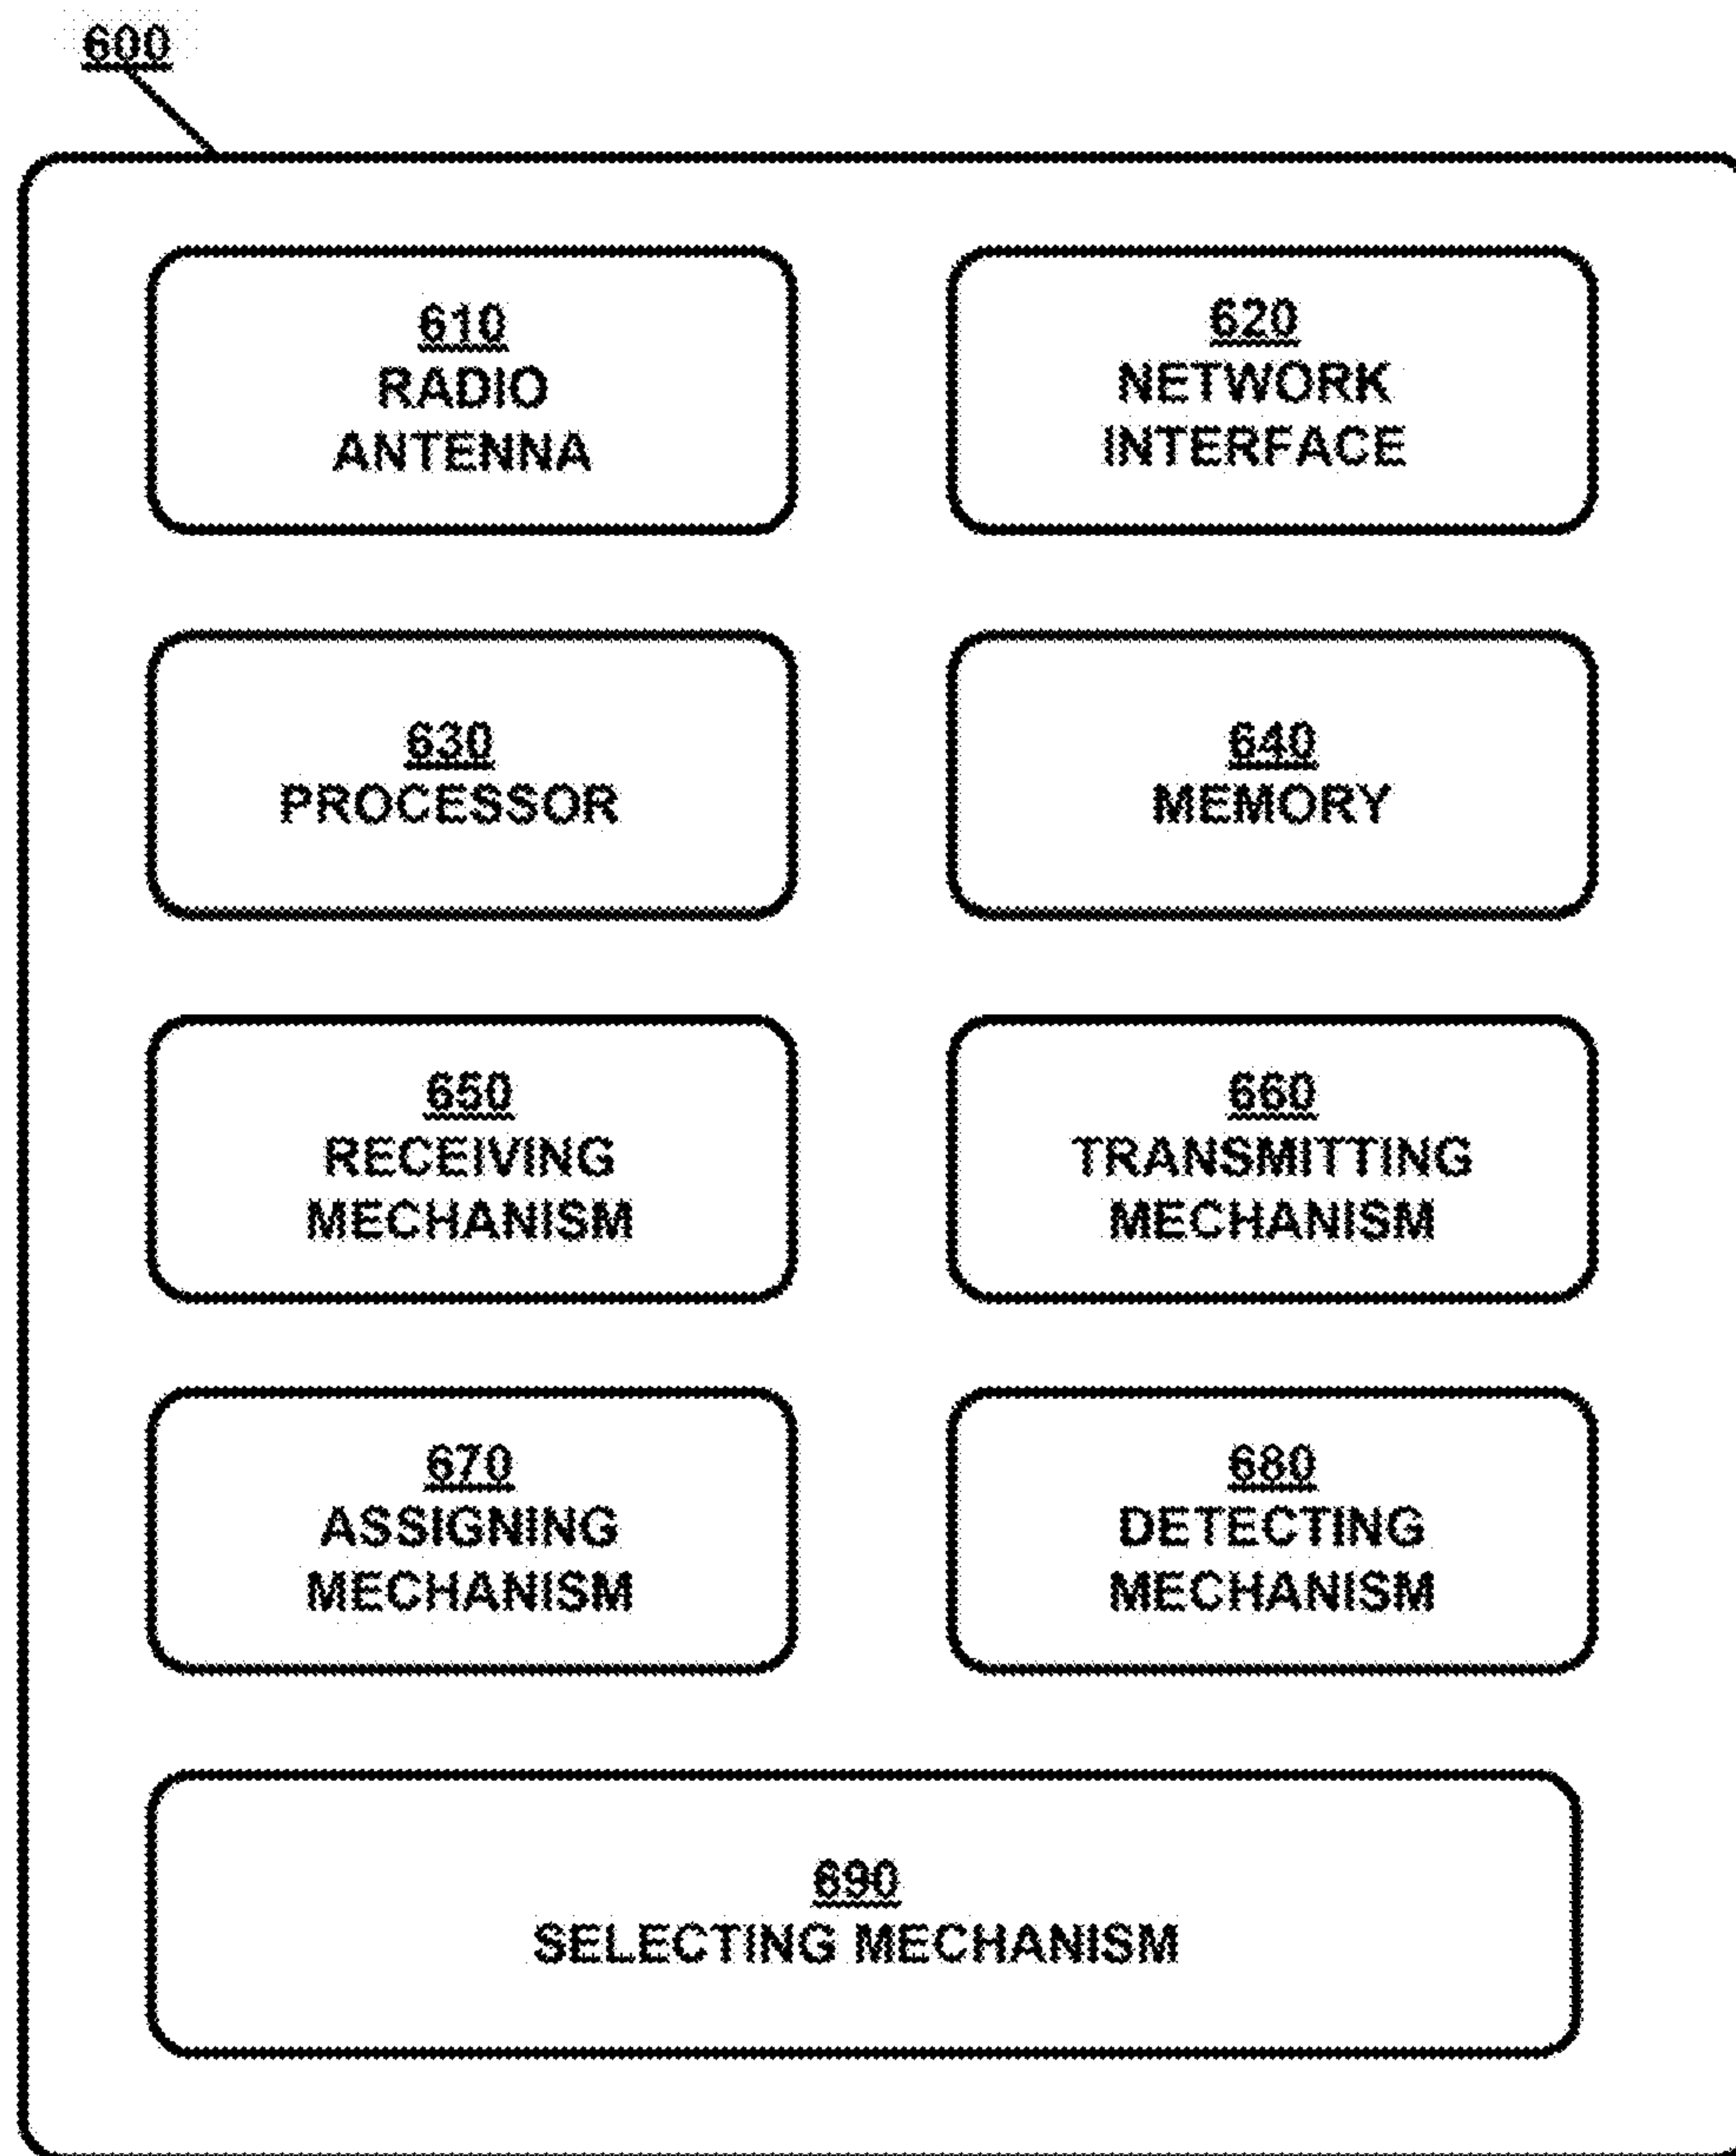 600
610
RADIO
ANTENNA
620
NETWORK
INTERFACE
630
PROCESSOR
640
MEMORY
650
RECEIVING
MECHANISM
660
TRANSMITTING
MECHANISM
670
ASSIGNING
MECHANISM
680
DETECTING
MECHANISM
690
SELECTING MECHANISM